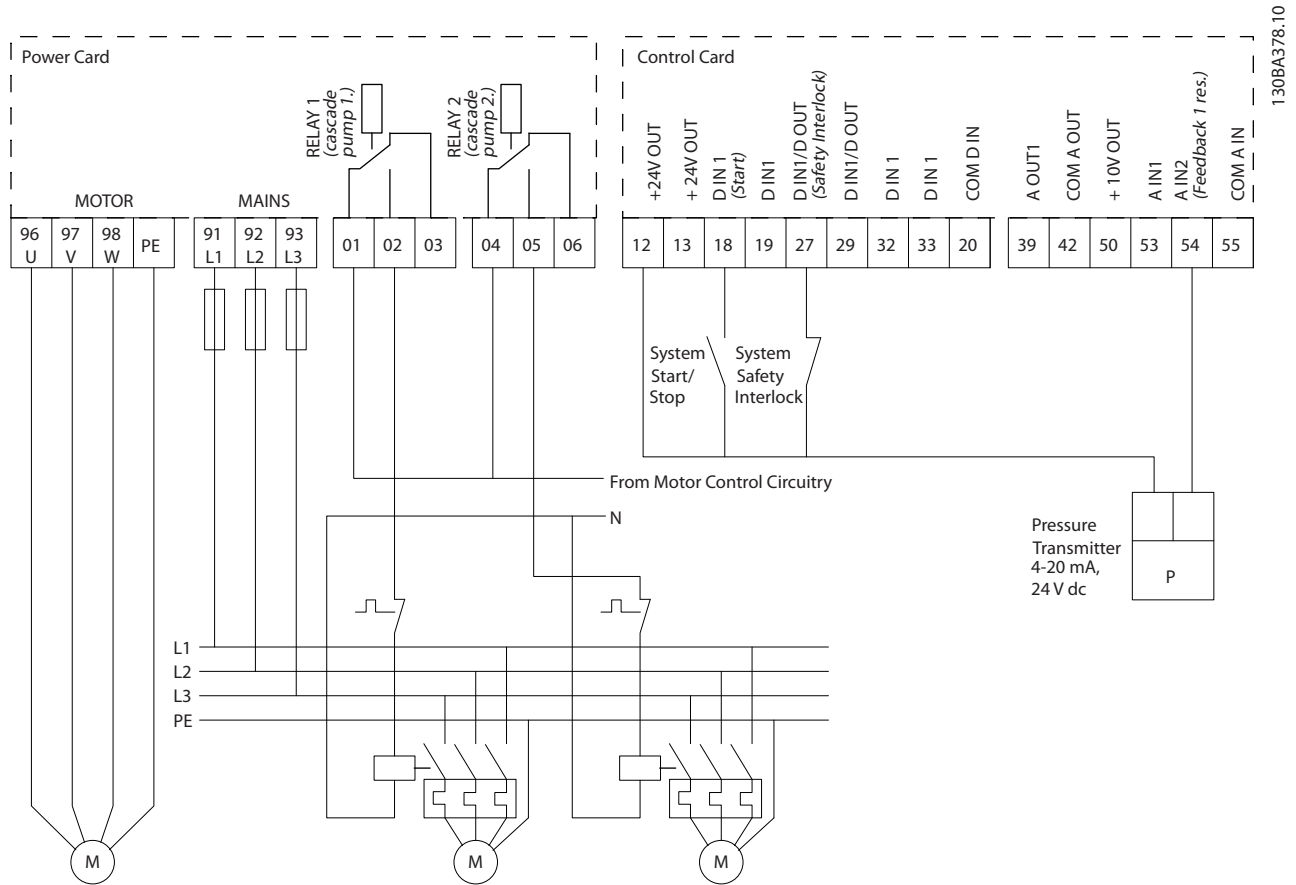 130BA378.10
Power Card
Control Card
RELAY 1
(cascade
pump 1.)
RELAY 2
(cascade
pump 2.)
+24V OUT
+ 24V OUT
D IN 1
(Start)
D IN1
D IN1/D OUT
(Safety Interlock)
D IN1/D OUT
D IN 1
D IN 1
COM D IN
A OUT1
COM A OUT
+ 10V OUT
A IN1
A IN2
(Feedback 1 res.)
COM A IN
MOTOR
MAINS
96 97 98 PE 91 92 93 01 02 03 04 05 06 12 13 18 19 27 29 32 33 20 39 42 50 53 54 55
U V W L1 L2 L3
System
Start/
Stop
System
Safety
Interlock
From Motor Control Circuitry
N
Pressure
Transmitter
4-20 mA,
24 V dc
P
L1
L2
L3
PE
M M M